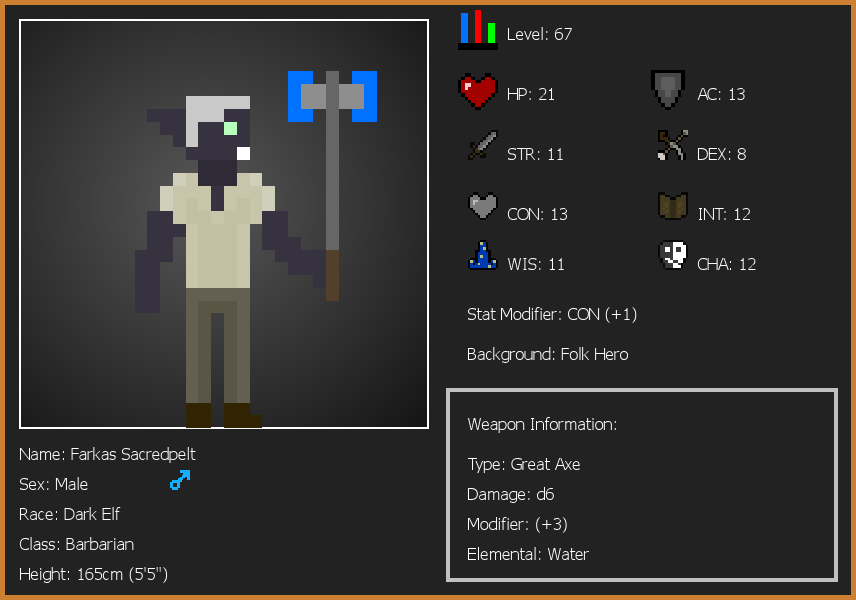 Level: 67
HP: 21
AC: 13
STR: 11
DEX: 8
CON: 13
INT: 12
WIS: 11
CHA: 12
Stat Modifier: CON (+1)
Background: Folk Hero
Weapon Information:
Type: Great Axe
Damage: d6
Modifier: (+3)
Elemental: Water
Name: Farkas Sacredpelt
Sex: Male
Race: Dark Elf
Class: Barbarian
Height: 165cm (5'5")